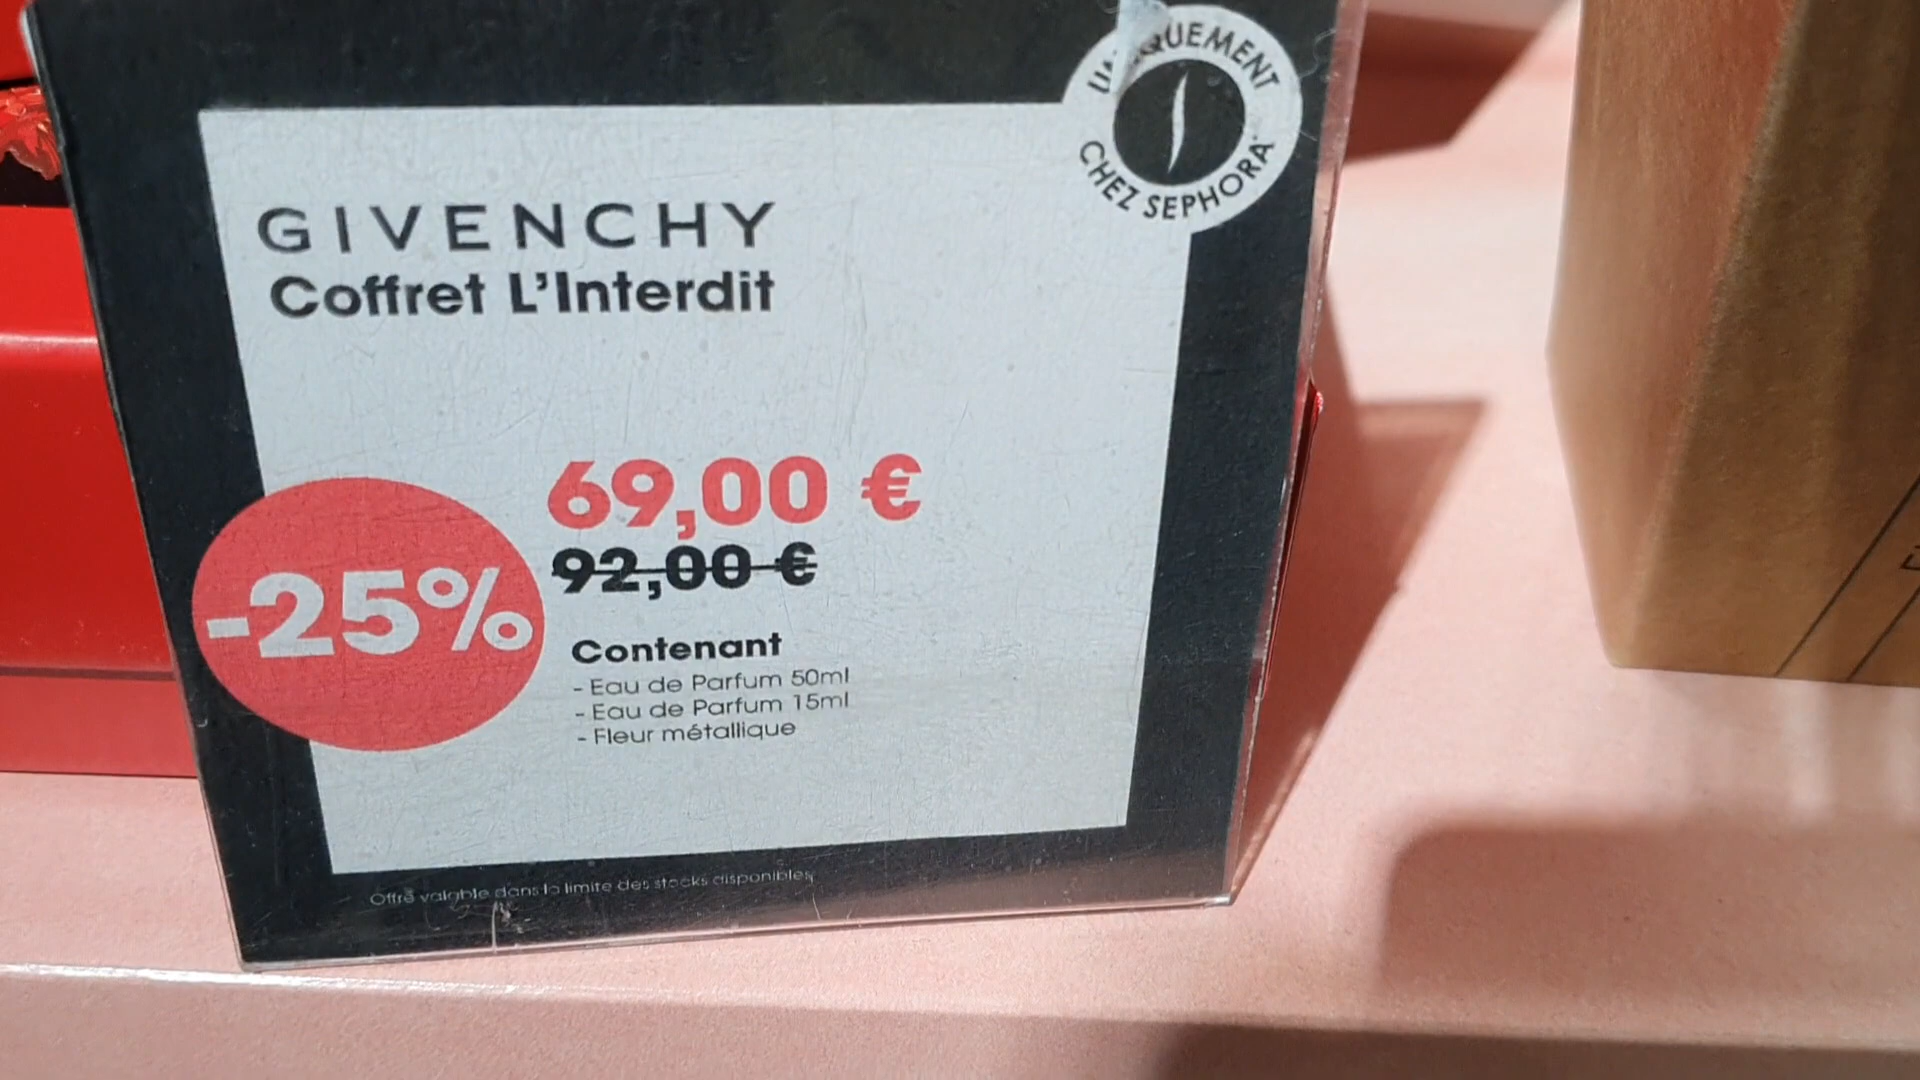 UNIQUEMENT
CHEZ SEPHORA
GIVENCHY
Coffret L'Interdit
69,00 €
92,00 €
-25%
Contenant
- Eau de Parfum 50ml
- Eau de Parfum 15ml
- Fleur métallique
Offre valable dans la limite des stocks disponibles